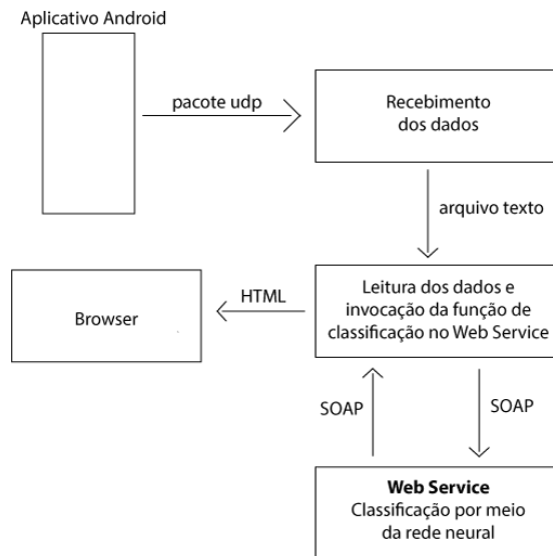 Aplicativo Android
pacote udp
Recebimento
dos dados
arquivo texto
Leitura dos dados e
invocação da função de
classificação no Web Service
HTML
Browser
SOAP
SOAP
Web Service
Classificação por meio
da rede neural